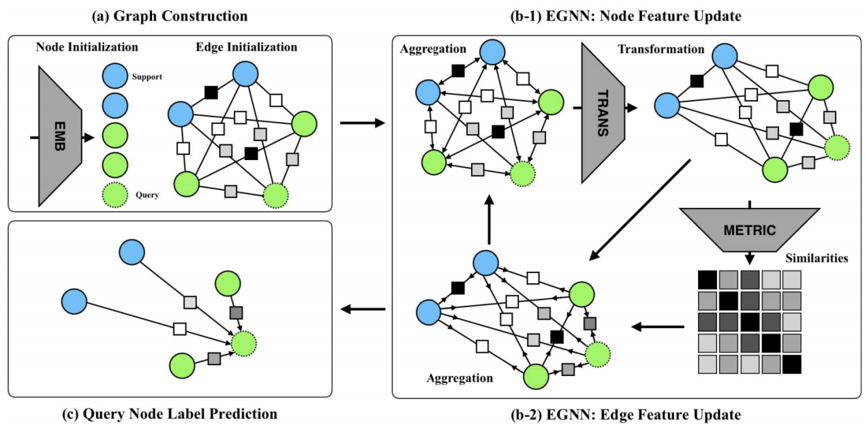 (a) Graph Construction
(b-1) EGNN: Node Feature Update
Node Initialization
Edge Initialization
Support
EMB
Query
Aggregation
TRANS
Transformation
METRIC
Similarities
Aggregation
(c) Query Node Label Prediction
(b-2) EGNN: Edge Feature Update